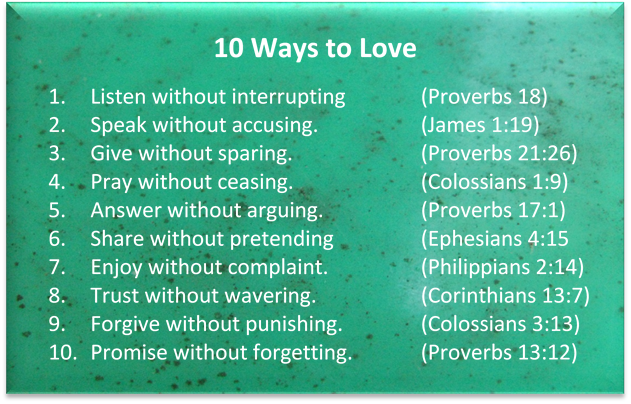 10 Ways to Love
1. Listen without interrupting (Proverbs 18)
2. Speak without accusing. (James 1:19)
3. Give without sparing. (Proverbs 21:26)
4. Pray without ceasing. (Colossians 1:9)
5. Answer without arguing. (Proverbs 17:1)
6. Share without pretending (Ephesians 4:15
7. Enjoy without complaint. (Philippians 2:14)
8. Trust without wavering. (Corinthians 13:7)
9. Forgive without punishing. (Colossians 3:13)
10. Promise without forgetting. (Proverbs 13:12)